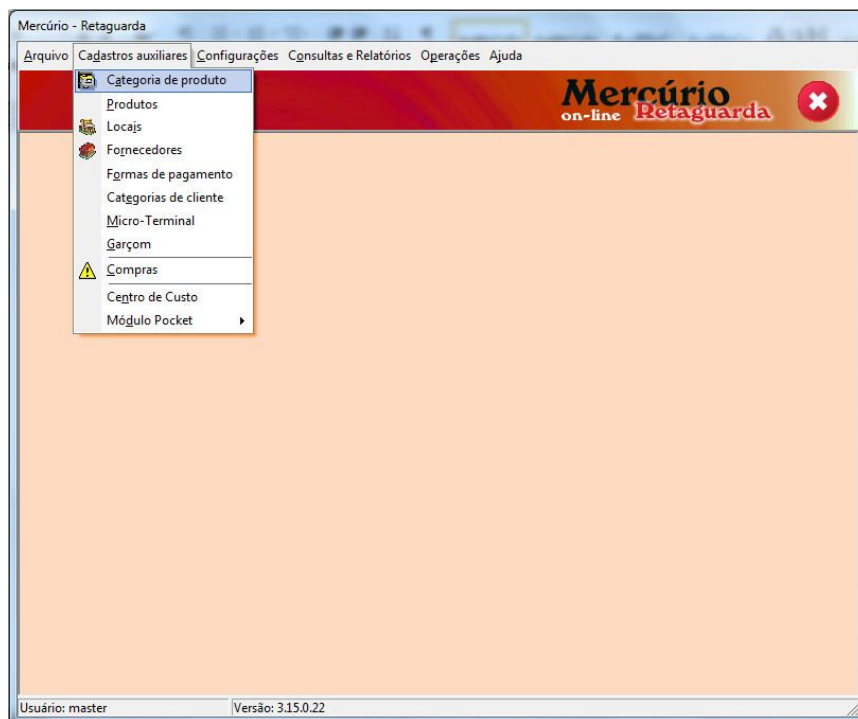 Mercúrio - Retaguarda
Arquivo Cadastros auxiliares Configurações Consultas e Relatórios Operações Ajuda
Categoria de produto
Produtos
Locais
Fornecedores
Formas de pagamento
Categorias de cliente
Micro-Terminal
Garçom
Compras
Centro de Custo
Módulo Pocket
Mercúrio
on-line Retaguarda
Usuário: master Versão: 3.15.0.22